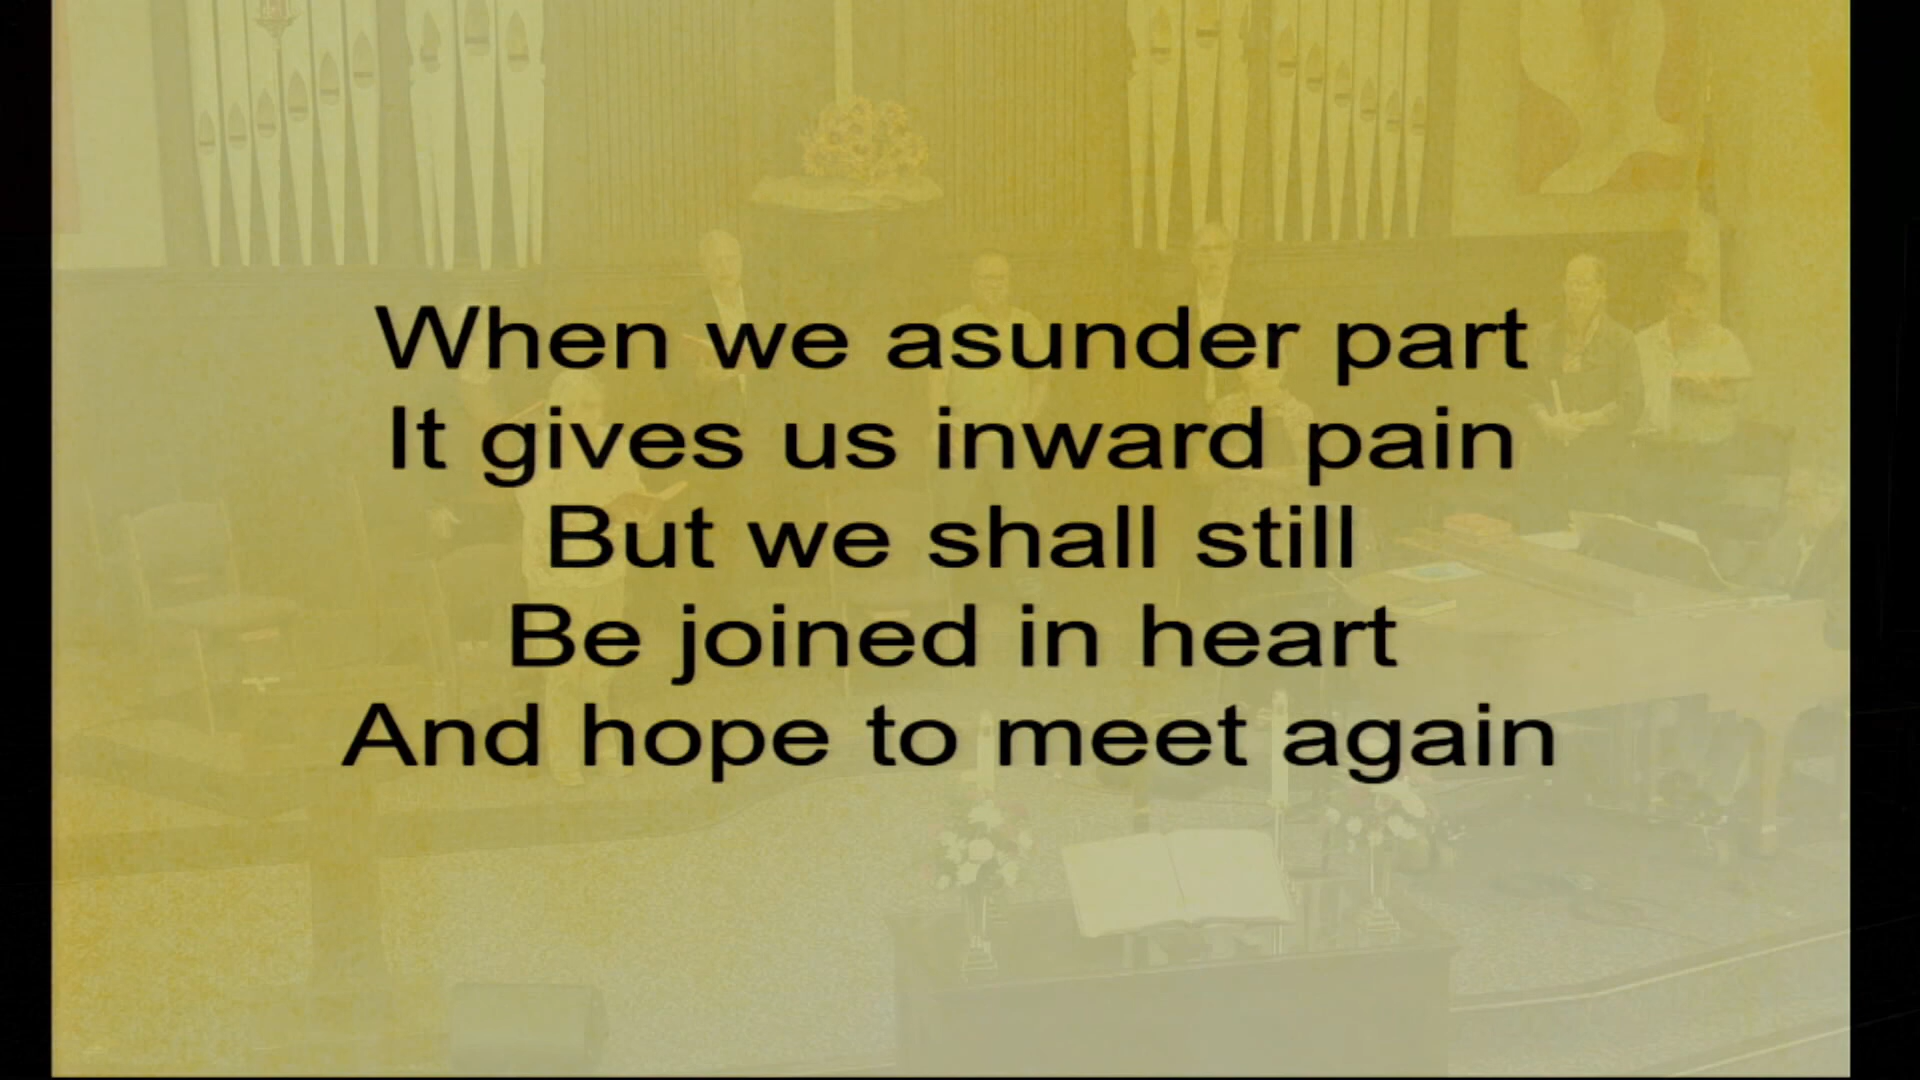 When we asunder part
It gives us inward pain
But we shall still
Be joined in heart
And hope to meet again